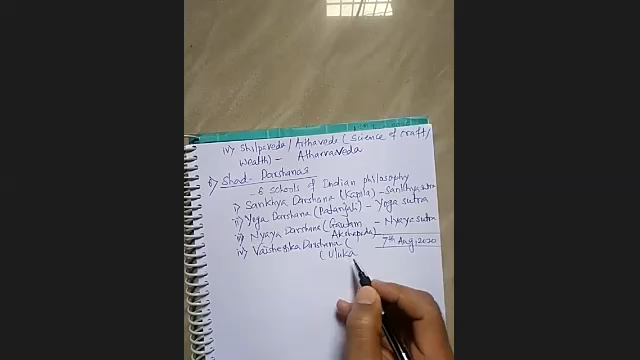 iv) Shilpaveda / Athaveda (Science of craft/
wealth) - Atharvaveda
6) Shad-Darshanas
- 6 schools of Indian philosophy
i) Sankhya Darshana (Kapila) - Sankhya sutra
ii) Yoga Darshana (Patanjali) - Yoga sutra
iii) Nyaya Darshana (Gautam - Nyaya sutra
Akshapada)
iv) Vaisheshika Darshana (
7th Aug, 2020
(Uluka